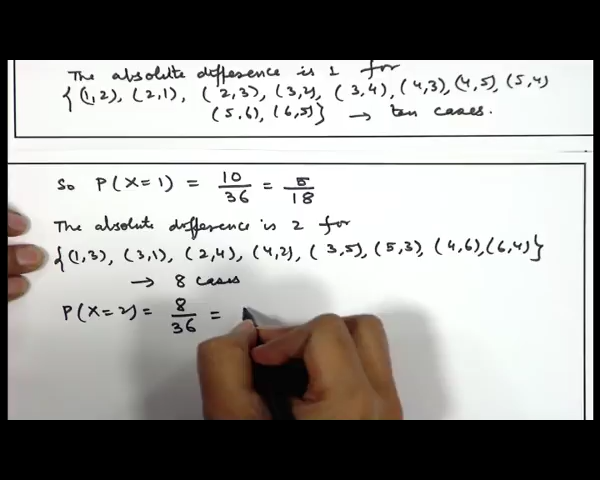 The absolute difference is 1 for
{(1,2), (2,1), (2,3), (3,2), (3,4), (4,3), (4,5), (5,4)
(5,6), (6,5)} → ten cases.
So P(X=1) = 10/36 = 5/18
The absolute difference is 2 for
{(1,3), (3,1), (2,4), (4,2), (3,5), (5,3), (4,6), (6,4)}
→ 8 cases
P(X=2) = 8/36 =